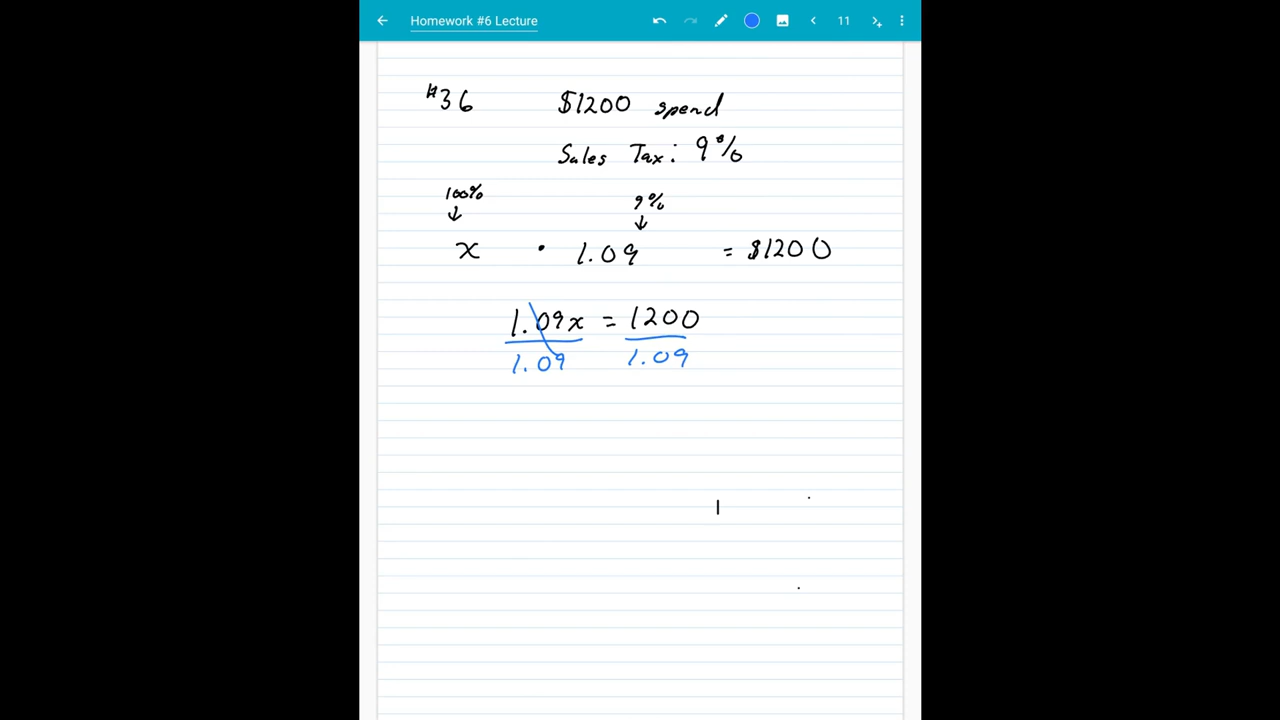 Homework #6 Lecture
11
#36 $1200 spend
Sales Tax: 9%
100% 9%
↓ ↓
x · 1.09 = $1200
1.09x = 1200
1.09 1.09